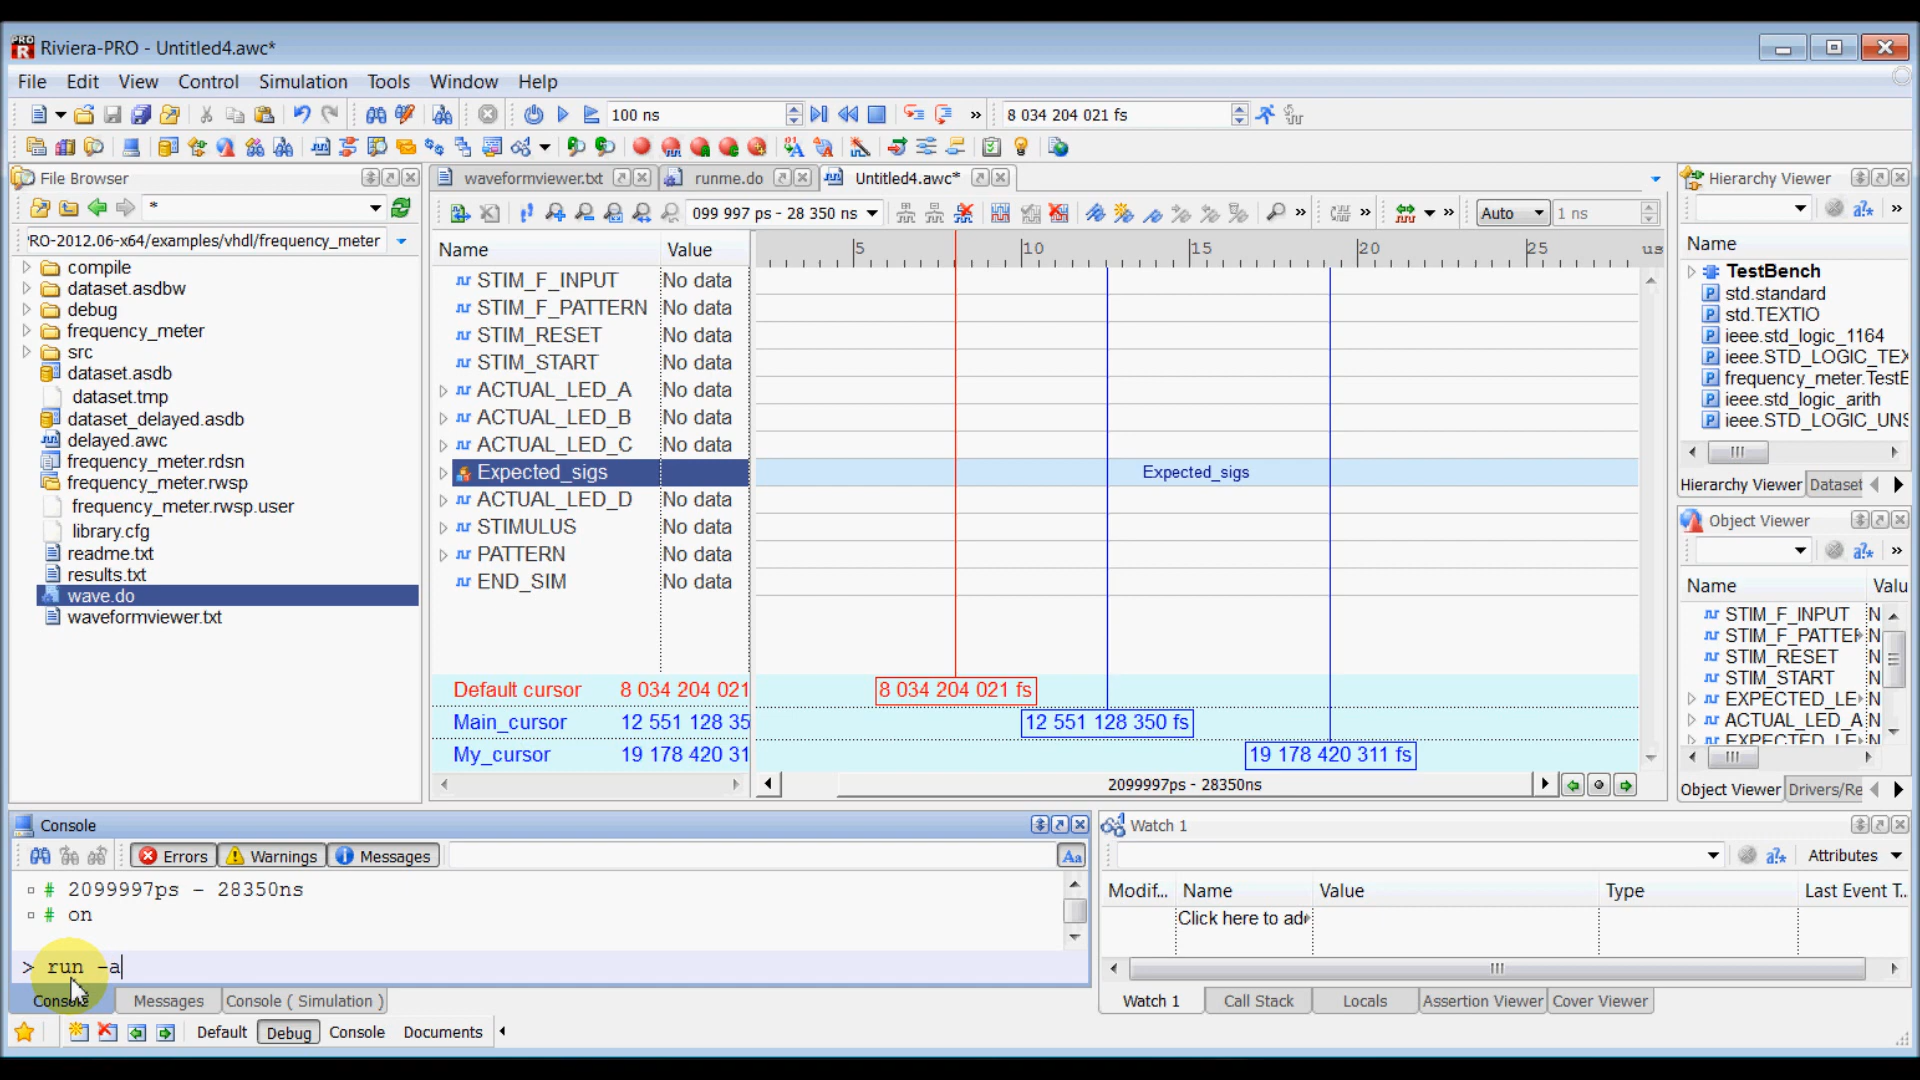 Riviera-PRO - Untitled4.awc*
File Edit View Control Simulation Tools Window Help
100 ns
8 034 204 021 fs
File Browser
*
'RO-2012.06-x64/examples/vhdl/frequency_meter
compile
dataset.asdbw
debug
frequency_meter
src
dataset.asdb
dataset.tmp
dataset_delayed.asdb
delayed.awc
frequency_meter.rdsn
frequency_meter.rwsp
frequency_meter.rwsp.user
library.cfg
readme.txt
results.txt
wave.do
waveformviewer.txt
waveformviewer.txt
runme.do
Untitled4.awc*
099 997 ps - 28 350 ns
Auto
1 ns
Name Value
5 10 15 20 25 us
STIM_F_INPUT No data
STIM_F_PATTERN No data
STIM_RESET No data
STIM_START No data
ACTUAL_LED_A No data
ACTUAL_LED_B No data
ACTUAL_LED_C No data
Expected_sigs Expected_sigs
ACTUAL_LED_D No data
STIMULUS No data
PATTERN No data
END_SIM No data
Default cursor 8 034 204 021 8 034 204 021 fs
Main_cursor 12 551 128 35 12 551 128 350 fs
My_cursor 19 178 420 31 19 178 420 311 fs
2099997ps - 28350ns
Hierarchy Viewer
Name
TestBench
std.standard
std.TEXTIO
ieee.std_logic_1164
ieee.STD_LOGIC_TEX
frequency_meter.TestB
ieee.std_logic_arith
ieee.STD_LOGIC_UNS
Hierarchy Viewer Dataset
Object Viewer
Name Valu
STIM_F_INPUT N
STIM_F_PATTEF N
STIM_RESET N
STIM_START N
EXPECTED_LE N
ACTUAL_LED_A N
EXPECTED_LE N
Object Viewer Drivers/Re
Console
Errors Warnings Messages
Aa
# 2099997ps - 28350ns
# on
> run -a
Console Messages Console ( Simulation )
Default Debug Console Documents
Watch 1
Attributes
Modif... Name Value Type Last Event T..
Click here to ad
Watch 1 Call Stack Locals Assertion Viewer Cover Viewer